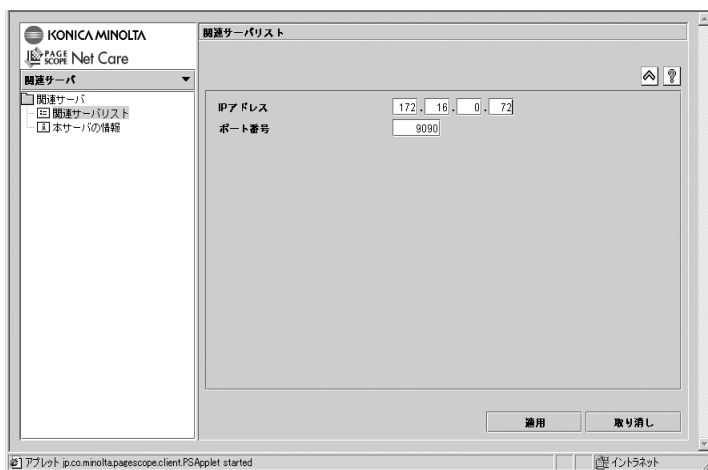 KONICA MINOLTA
PAGE SCOPE Net Care
関連サーバ
関連サーバ
関連サーバリスト
本サーバの情報
関連サーバリスト
IPアドレス 172. 16. 0. 72
ポート番号 9090
適用 取り消し
アプレット jp.co.minolta.pagescope.client.PSApplet started
イントラネット